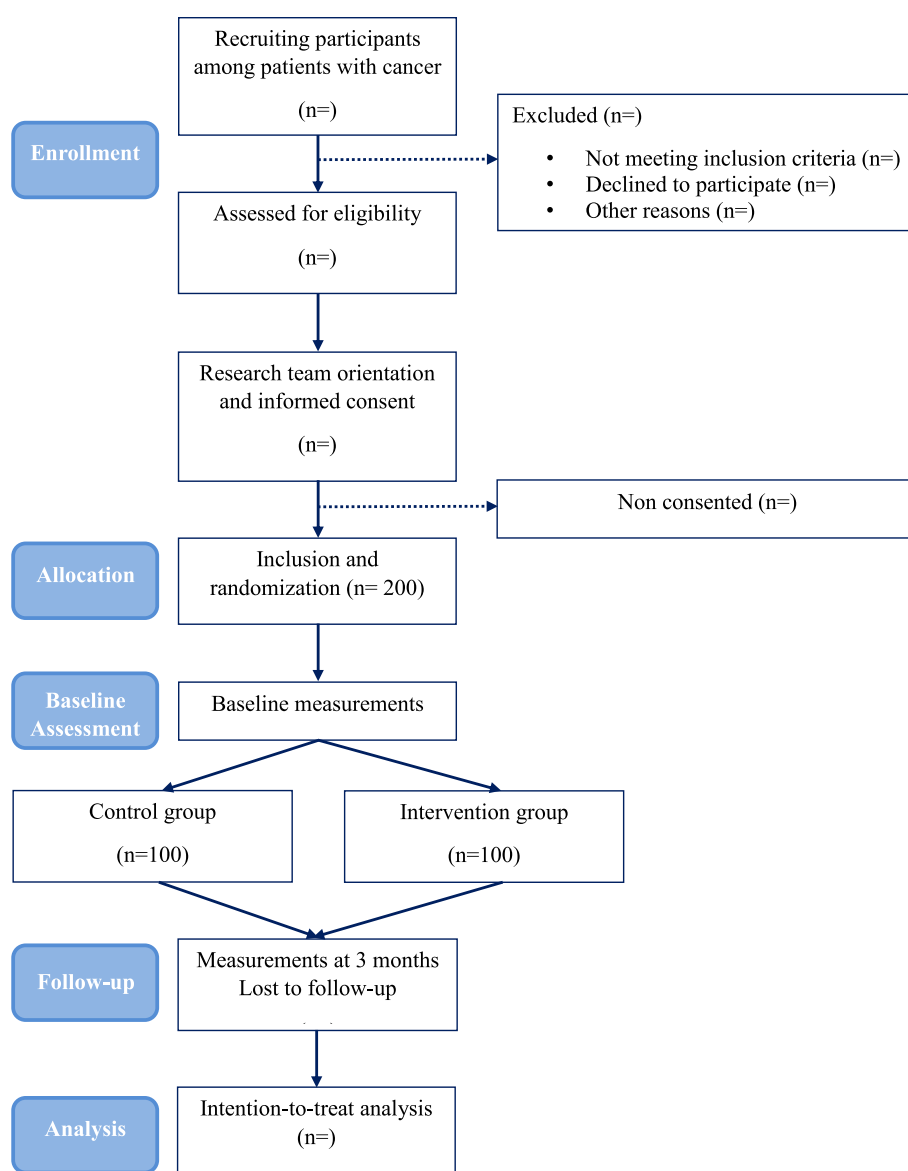 Recruiting participants
among patients with cancer
(n=)
Enrollment
Excluded (n=)
• Not meeting inclusion criteria (n=)
• Declined to participate (n=)
• Other reasons (n=)
Assessed for eligibility
(n=)
Research team orientation
and informed consent
(n=)
Non consented (n=)
Allocation
Inclusion and
randomization (n= 200)
Baseline
Assessment
Baseline measurements
Control group
(n=100)
Intervention group
(n=100)
Follow-up
Measurements at 3 months
Lost to follow-up
Analysis
Intention-to-treat analysis
(n=)